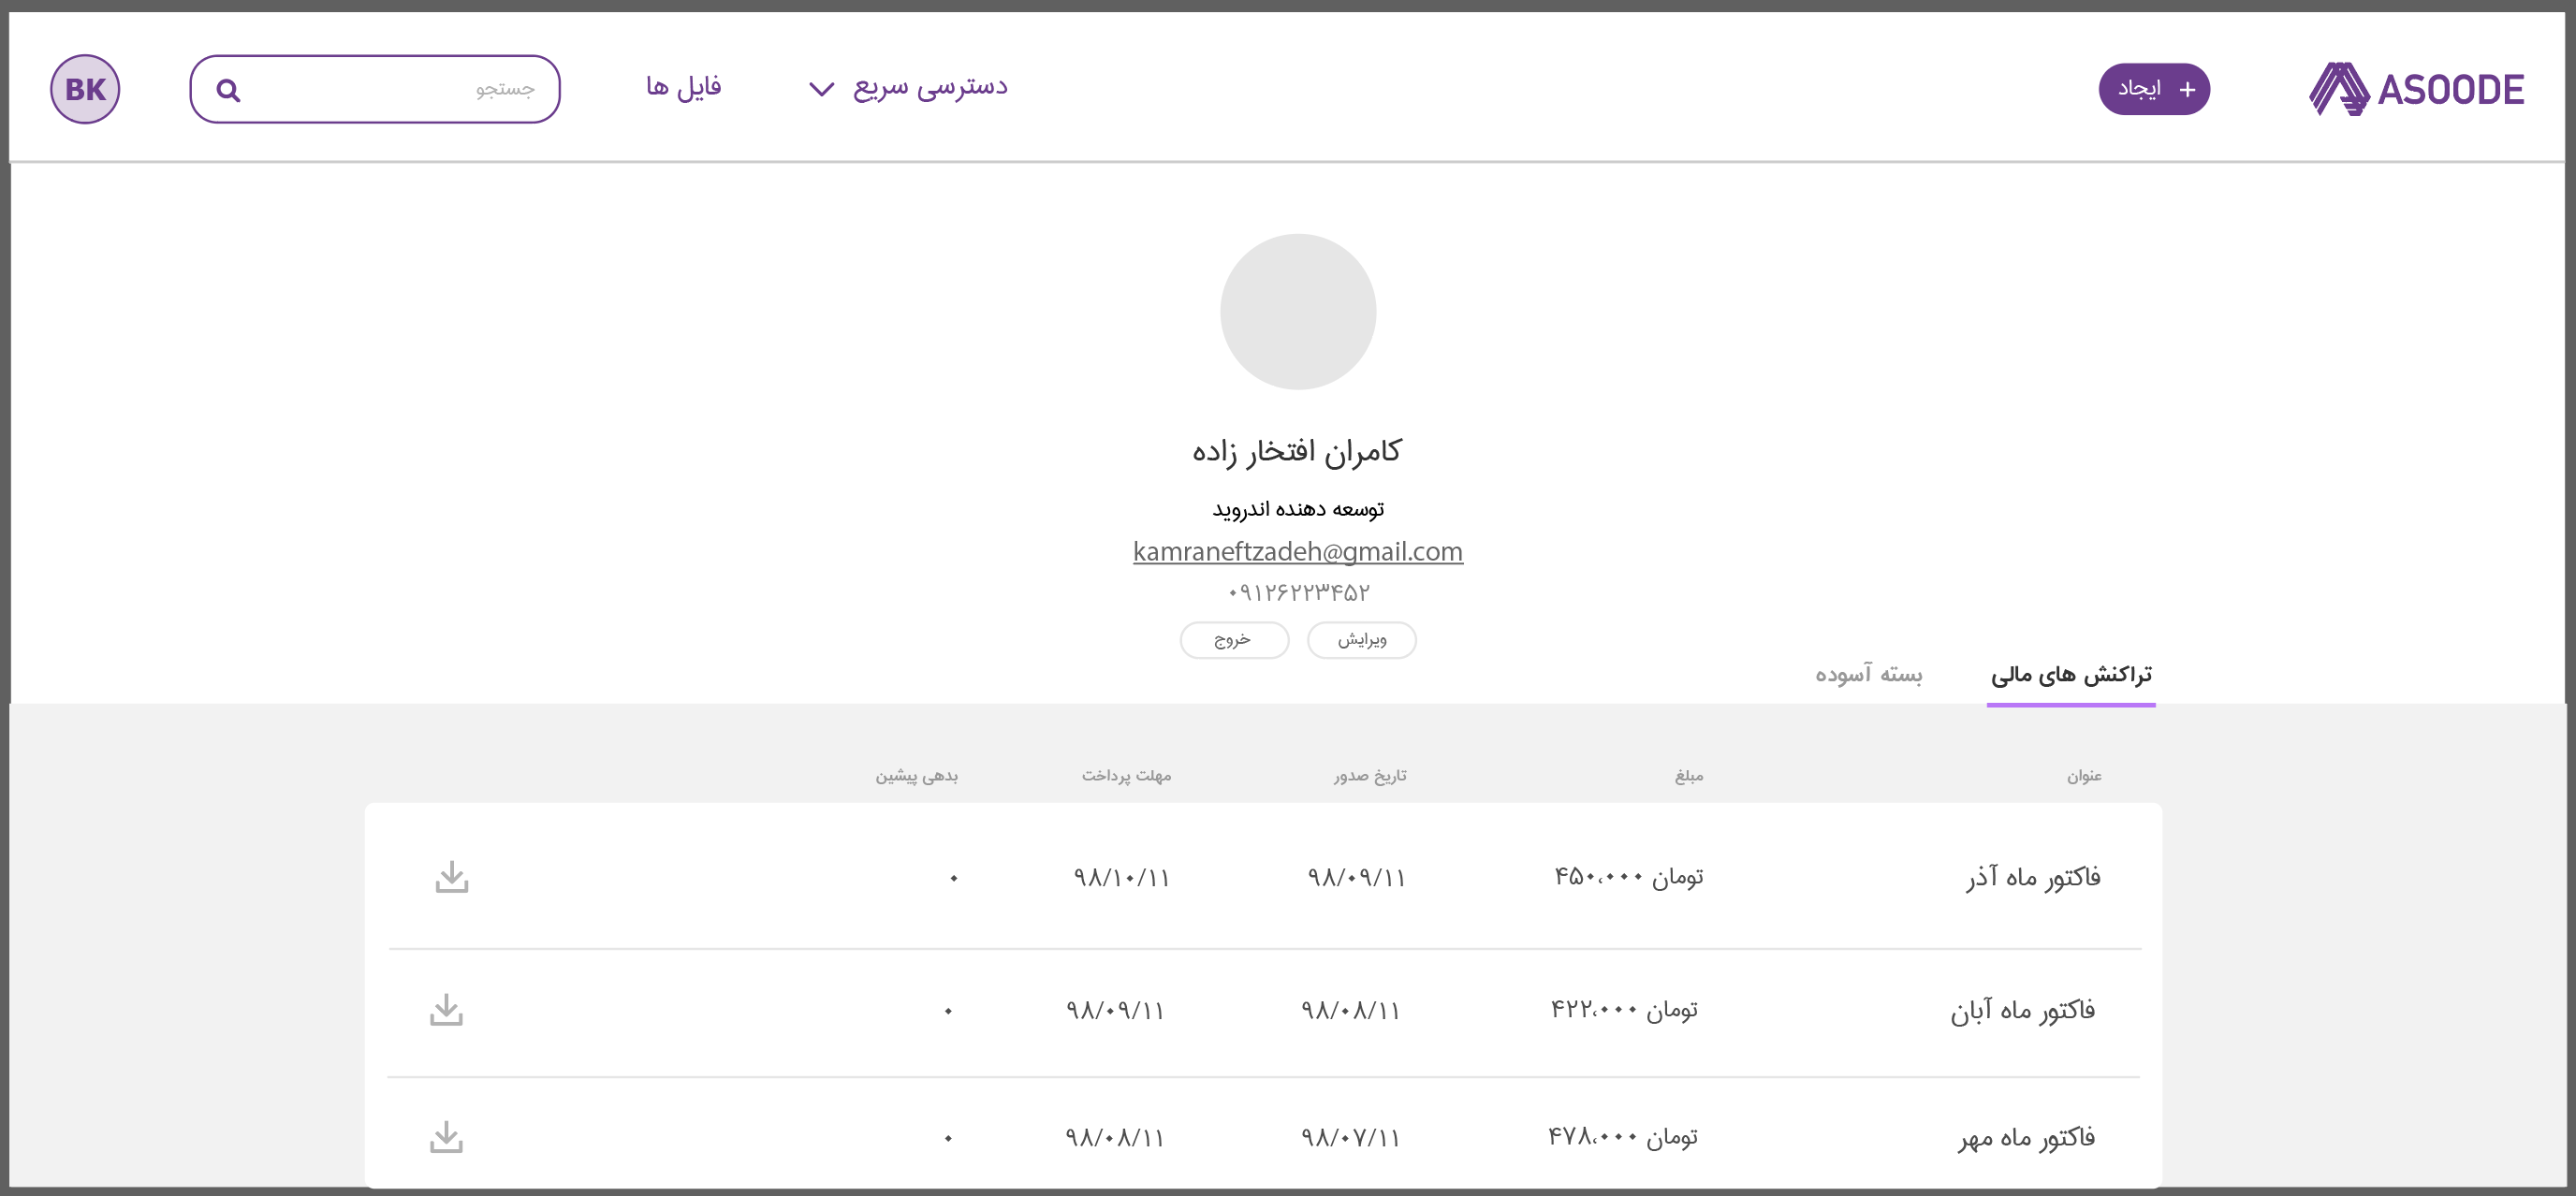 ASOODE
+ ایجاد
دسترسی سریع
فایل ها
جستجو
BK
کامران افتخار زاده
توسعه دهنده اندروید
kamraneftzadeh@gmail.com
۰۹۱۲۶۲۲۳۴۵۲
ویرایش خروج
تراکنش های مالی بسته آسوده
عنوان مبلغ تاریخ صدور مهلت پرداخت بدهی پیشین
فاکتور ماه آذر تومان ۴۵۰،۰۰۰ ۹۸/۰۹/۱۱ ۹۸/۱۰/۱۱ ۰
فاکتور ماه آبان تومان ۴۲۲،۰۰۰ ۹۸/۰۸/۱۱ ۹۸/۰۹/۱۱ ۰
فاکتور ماه مهر تومان ۴۷۸،۰۰۰ ۹۸/۰۷/۱۱ ۹۸/۰۸/۱۱ ۰